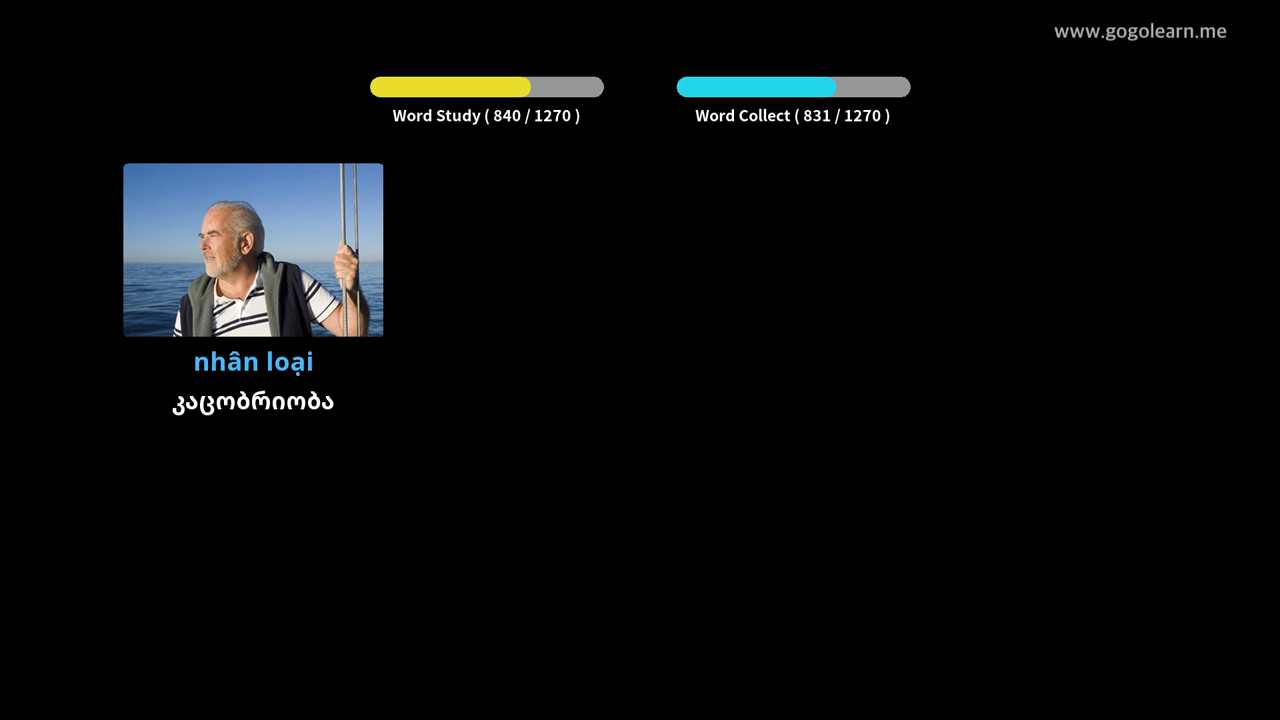 www.gogolearn.me
Word Study ( 840 / 1270 )
Word Collect ( 831 / 1270 )
nhân loại
კაცობრიობა